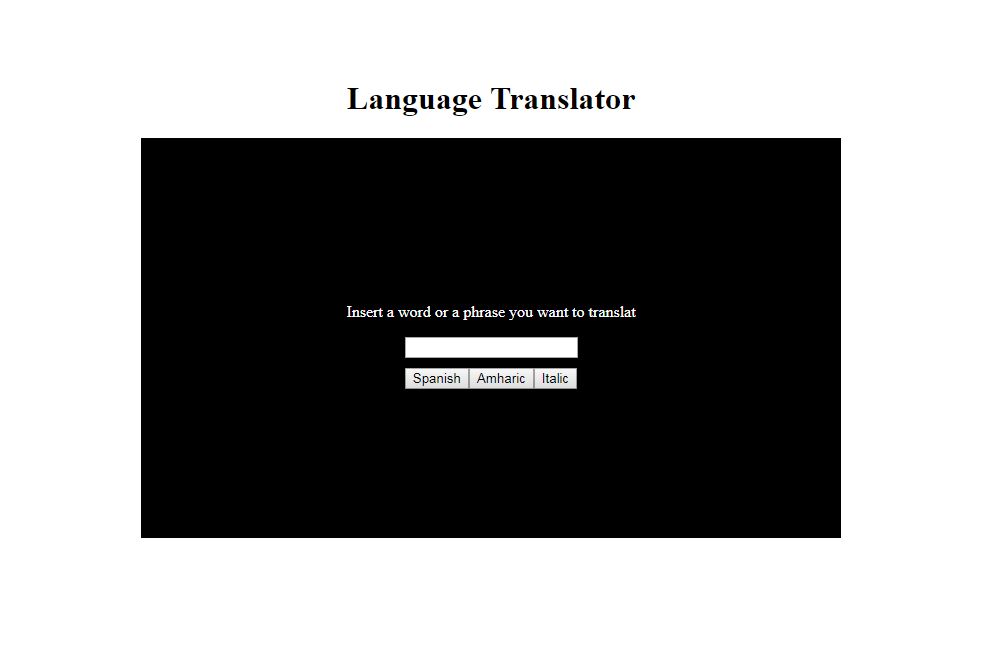 Language Translator
Insert a word or a phrase you want to translat
Spanish Amharic Italic